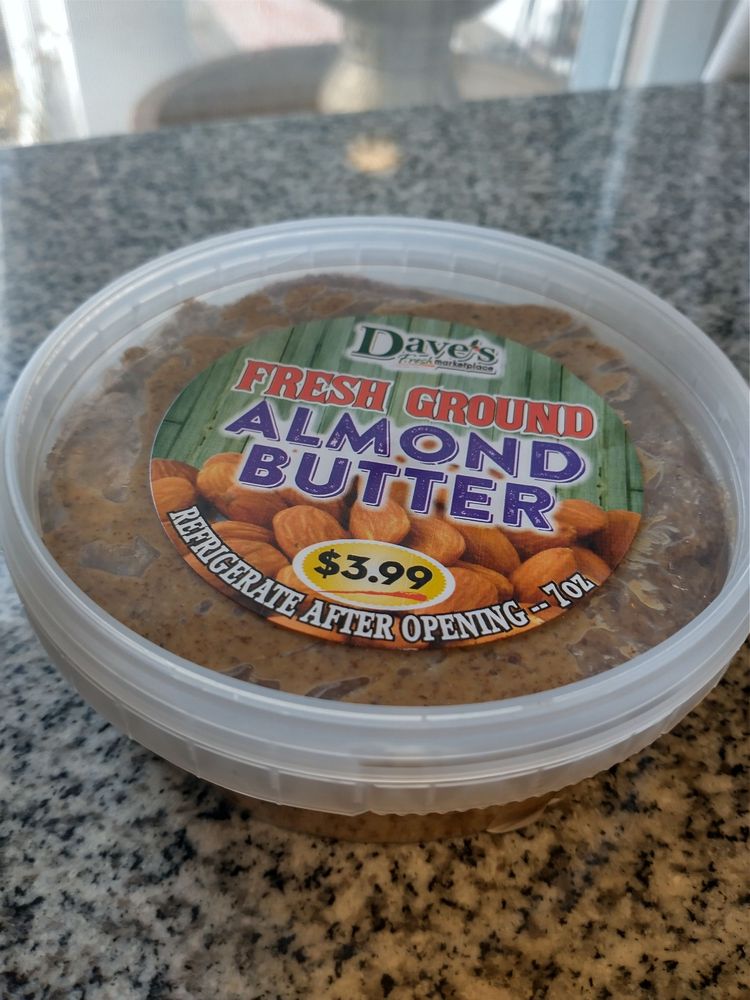 Dave's
Fresh marketplace
FRESH GROUND
ALMOND
BUTTER
$3.99
REFRIGERATE AFTER OPENING -- 7oz